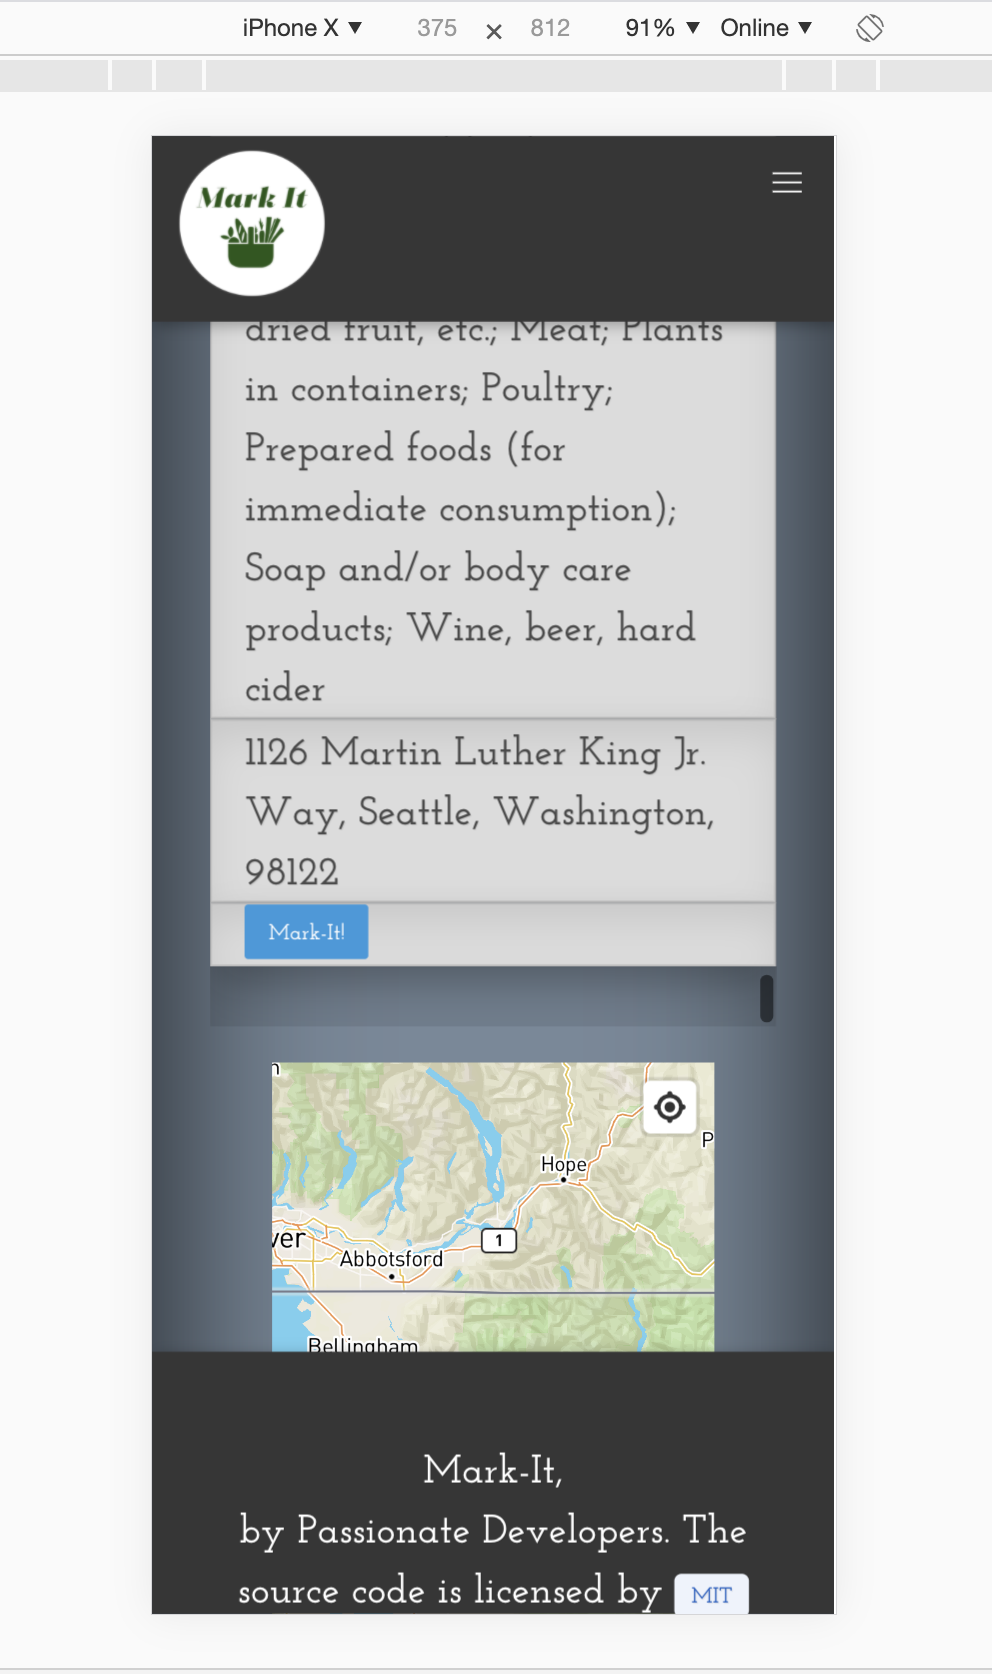 iPhone X ▼ 375 × 812 91% ▼ Online ▼
Mark It
dried fruit, etc.; Meat; Plants
in containers; Poultry;
Prepared foods (for
immediate consumption);
Soap and/or body care
products; Wine, beer, hard
cider
1126 Martin Luther King Jr.
Way, Seattle, Washington,
98122
Mark-It!
n
P
Hope
1
ver
Abbotsford
Bellingham
Mark-It,
by Passionate Developers. The
source code is licensed by MIT